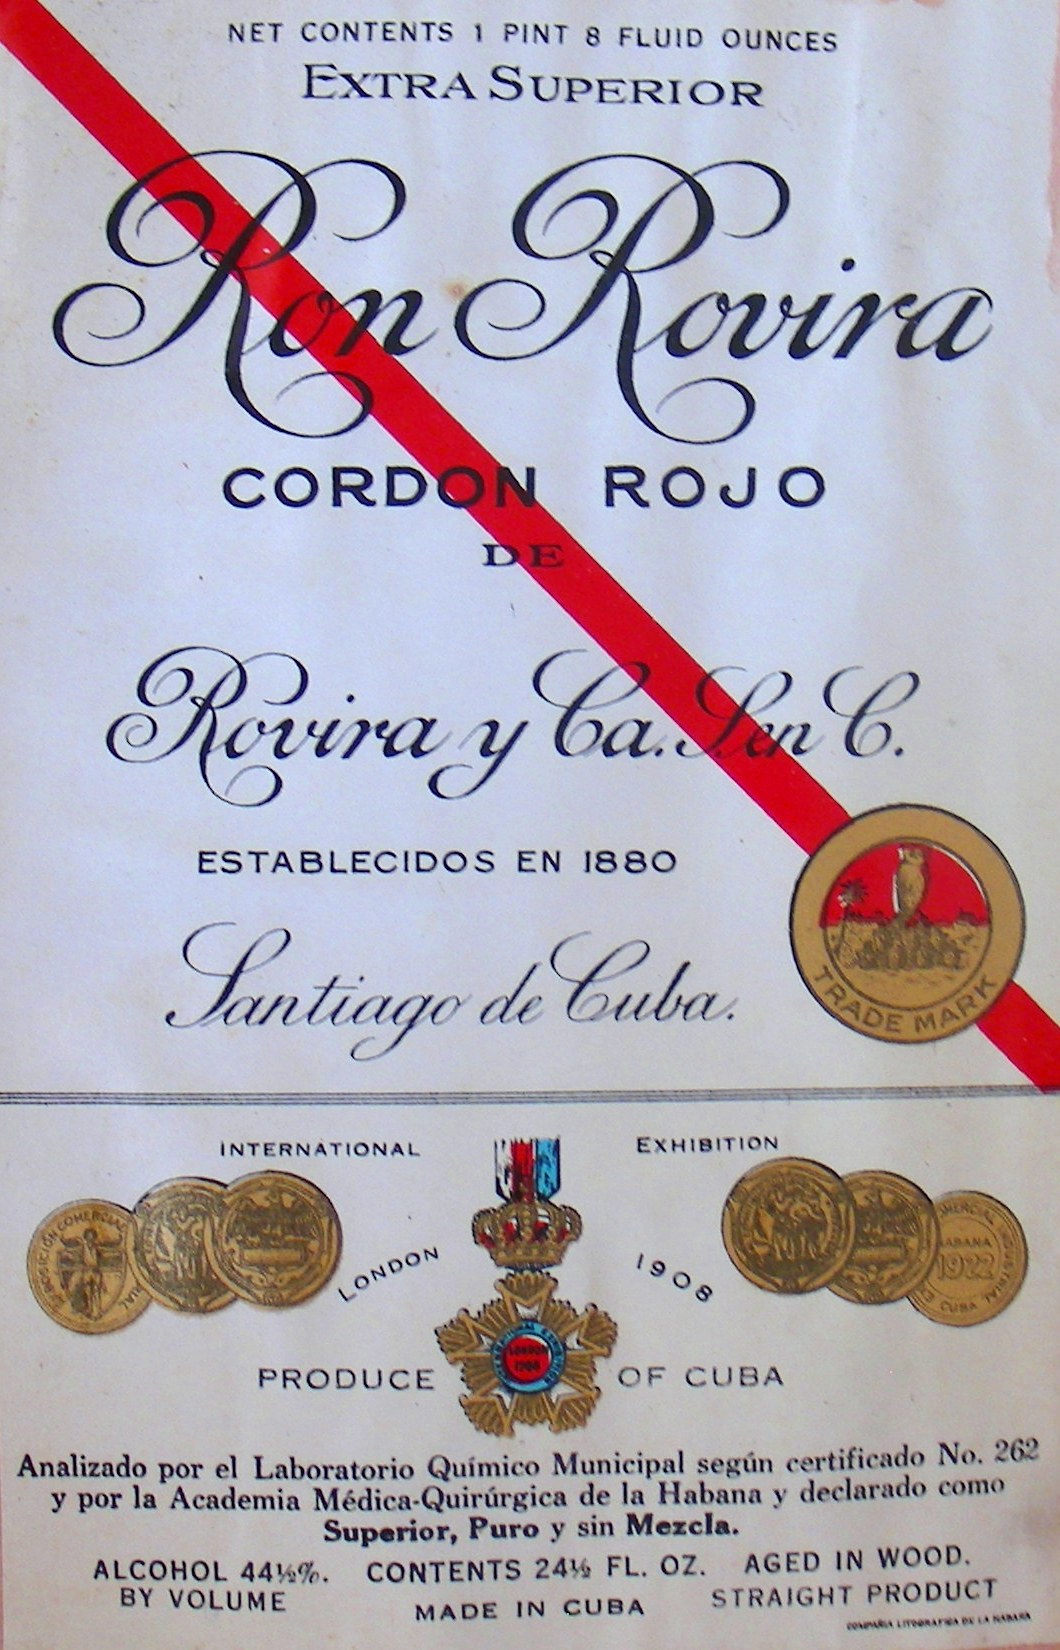 NET CONTENTS 1 PINT 8 FLUID OUNCES
EXTRA SUPERIOR
Ron Rovira
CORDON ROJO
DE
Rovira y Ca. S. en C.
ESTABLECIDOS EN 1880
Santiago de Cuba.
TRADE MARK
INTERNATIONAL EXHIBITION
LONDON 1908
COMERCIAL
HABANA
1922
CUBA
PRODUCE OF CUBA
Analizado por el Laboratorio Químico Municipal según certificado No. 262
y por la Academia Médica-Quirúrgica de la Habana y declarado como
Superior, Puro y sin Mezcla.
ALCOHOL 44½%. CONTENTS 24½ FL. OZ. AGED IN WOOD.
BY VOLUME MADE IN CUBA STRAIGHT PRODUCT
COMPAÑIA LITOGRAFICA DE LA HABANA